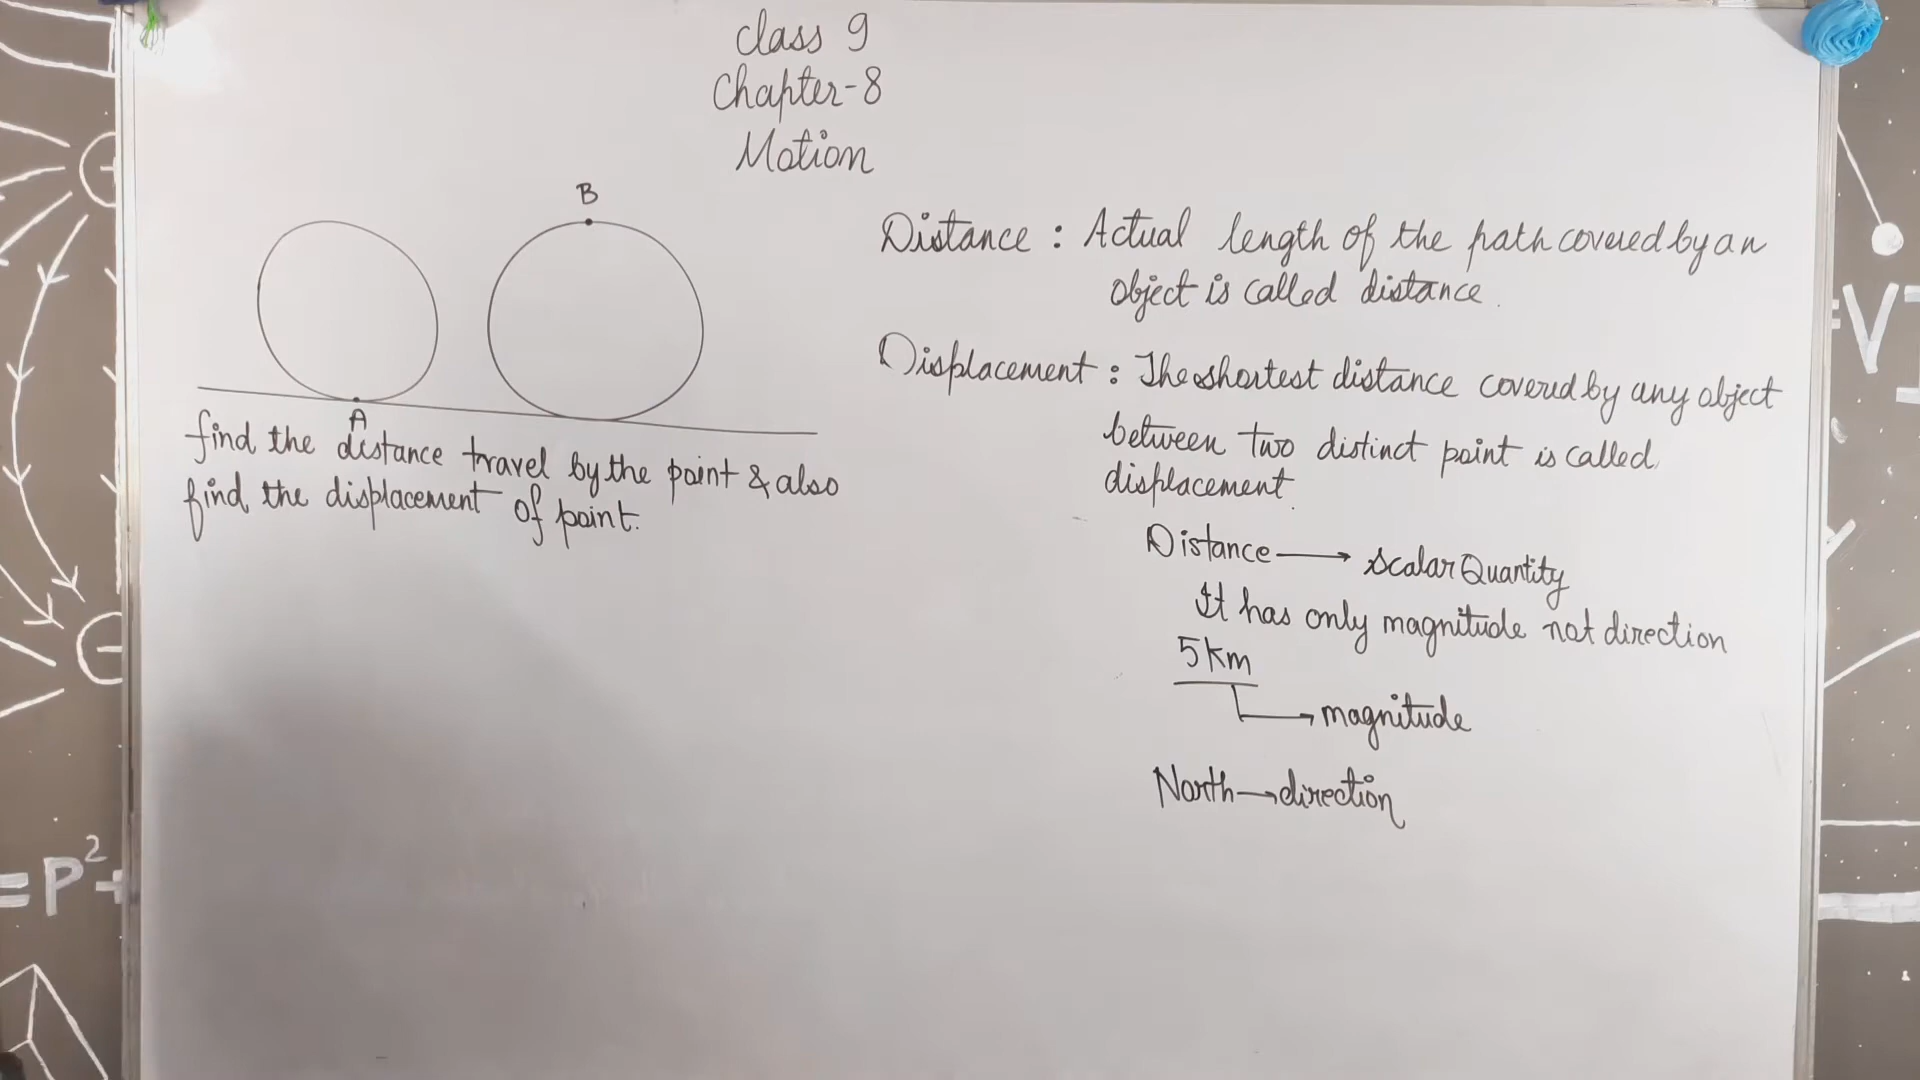 class 9
Chapter-8
Motion
B
A
find the distance travel by the point & also
find the displacement of point.
Distance : Actual length of the path covered by an
object is called distance.
Displacement : The shortest distance covered by any object
between two distinct point is called
displacement.
Distance → scalar Quantity
It has only magnitude not direction
5 km
→ magnitude
North → direction
=P²+
=V